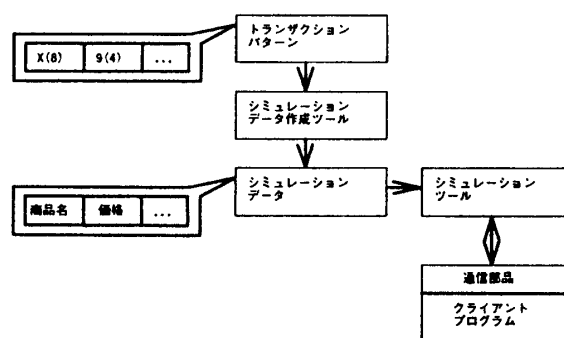 トランザクション
パターン
X(8) 9(4) ...
シミュレーション
データ作成ツール
シミュレーション
データ
商品名 価格 ...
シミュレーション
ツール
通信部品
クライアント
プログラム